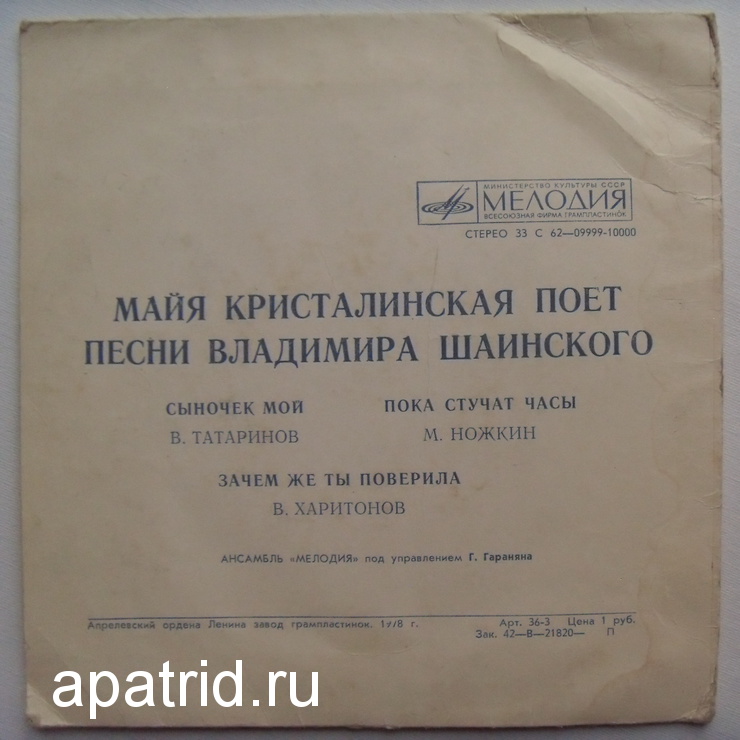 МИНИСТЕРСТВО КУЛЬТУРЫ СССР
МЕЛОДИЯ
ВСЕСОЮЗНАЯ ФИРМА ГРАМПЛАСТИНОК
СТЕРЕО 33 С 62—09999-10000
МАЙЯ КРИСТАЛИНСКАЯ ПОЕТ
ПЕСНИ ВЛАДИМИРА ШАИНСКОГО
СЫНОЧЕК МОЙ
В. ТАТАРИНОВ
ПОКА СТУЧАТ ЧАСЫ
М. НОЖКИН
ЗАЧЕМ ЖЕ ТЫ ПОВЕРИЛА
В. ХАРИТОНОВ
АНСАМБЛЬ «МЕЛОДИЯ» под управлением Г. Гараняна
Апрелевский ордена Ленина завод грампластинок. 1978 г.
Арт. 36-3 Цена 1 руб.
Зак. 42—В—21820— П
apatrid.ru